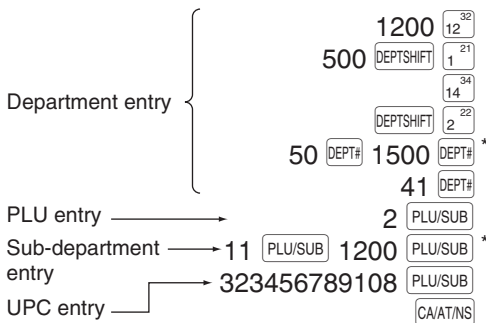 1200 12 32
500 DEPTSHIFT 1 21
14 34
Department entry
DEPTSHIFT 2 22
50 DEPT# 1500 DEPT# *
41 DEPT#
PLU entry 2 PLU/SUB
Sub-department 11 PLU/SUB 1200 PLU/SUB *
entry
323456789108 PLU/SUB
UPC entry
CA/AT/NS